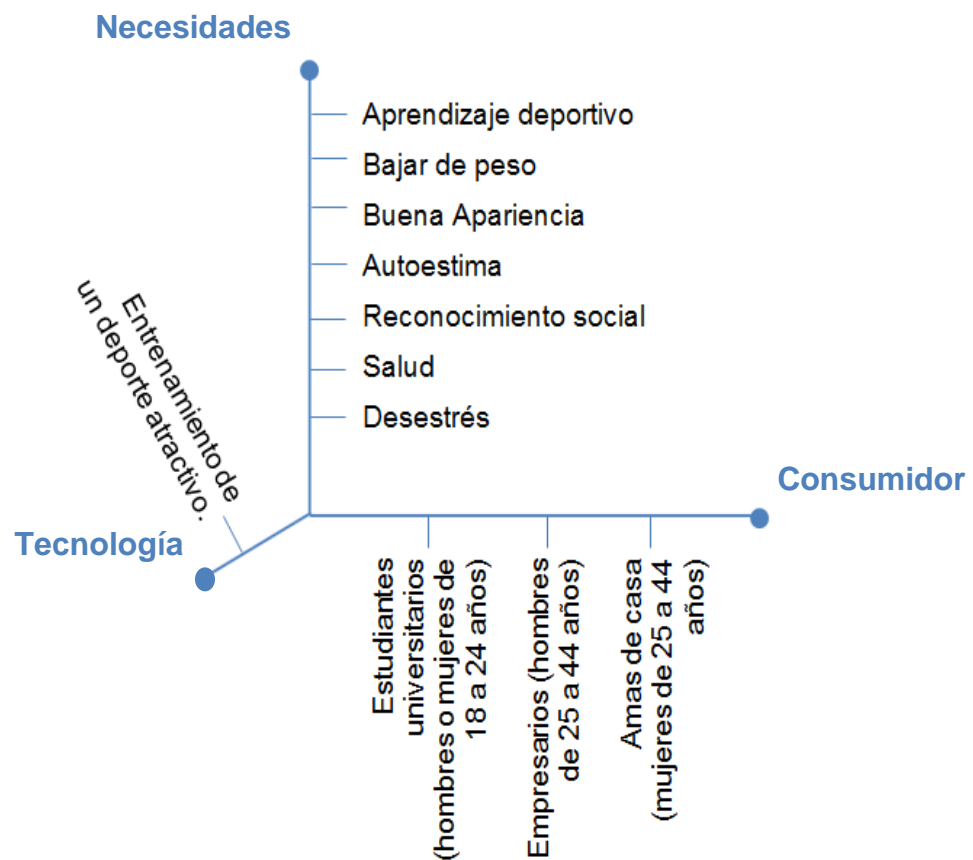 Necesidades
Aprendizaje deportivo
Bajar de peso
Buena Apariencia
Autoestima
Reconocimiento social
Salud
Desestrés
Entrenamiento de
un deporte atractivo.
Tecnología
Consumidor
Estudiantes
universitarios
(hombres o mujeres de
18 a 24 años)
Empresarios (hombres
de 25 a 44 años)
Amas de casa
(mujeres de 25 a 44
años)